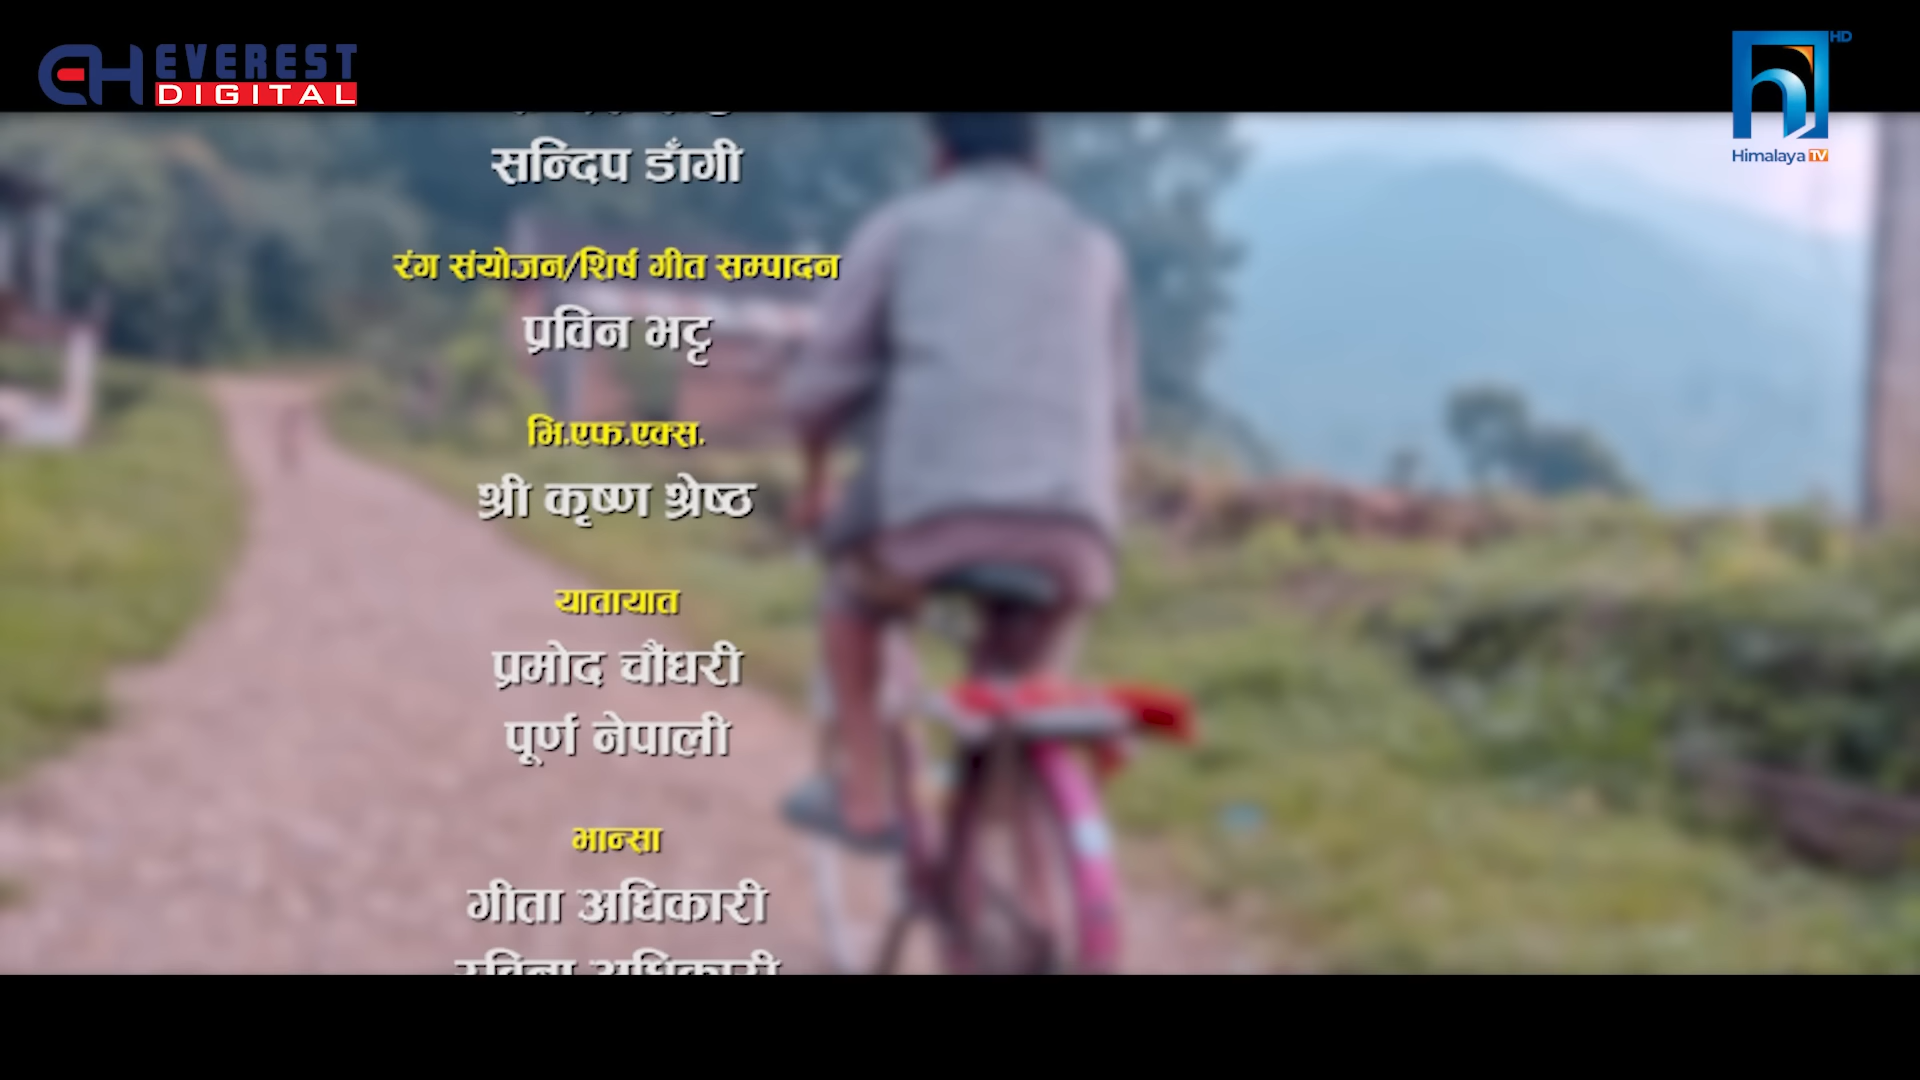 EVEREST
DIGITAL
HD
Himalaya TV
सन्दिप डाँगी
रंग संयोजन/शिर्ष गीत सम्पादन
प्रविन भट्ट
भि.एफ.एक्स.
श्री कृष्ण श्रेष्ठ
यातायात
प्रमोद चौधरी
पूर्ण नेपाली
भान्सा
गीता अधिकारी